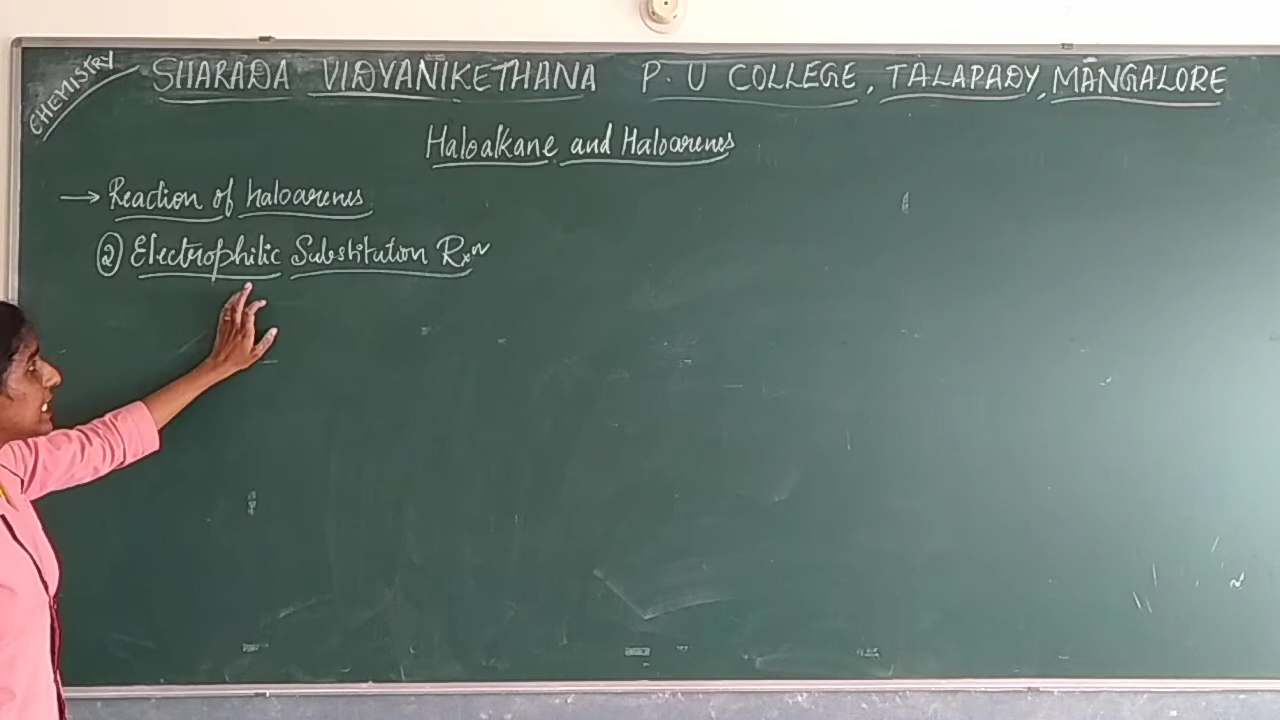 CHEMISTRY
SHARADA VIDYANIKETHANA P. U COLLEGE, TALAPADY, MANGALORE
Haloalkane and Haloarenes
→ Reaction of haloarenes
② Electrophilic Substitution Rxn